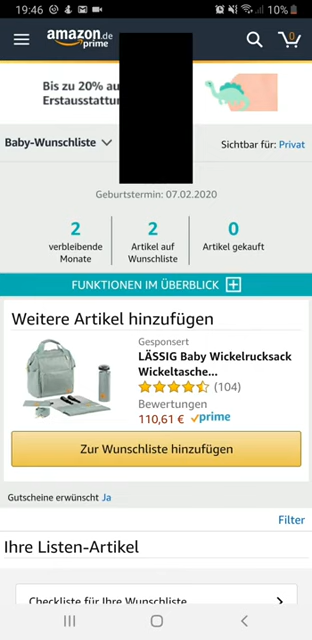 19:46
10%
amazon.de
prime
0
Bis zu 20% au
Erstausstattu
Baby-Wunschliste
Sichtbar für: Privat
Geburtstermin: 07.02.2020
2
verbleibende
Monate
2
Artikel auf
Wunschliste
0
Artikel gekauft
FUNKTIONEN IM ÜBERBLICK
Weitere Artikel hinzufügen
Gesponsert
LÄSSIG Baby Wickelrucksack
Wickeltasche...
(104)
Bewertungen
110,61 € prime
Zur Wunschliste hinzufügen
Gutscheine erwünscht Ja
Filter
Ihre Listen-Artikel
Checkliste für Ihre Wunschliste